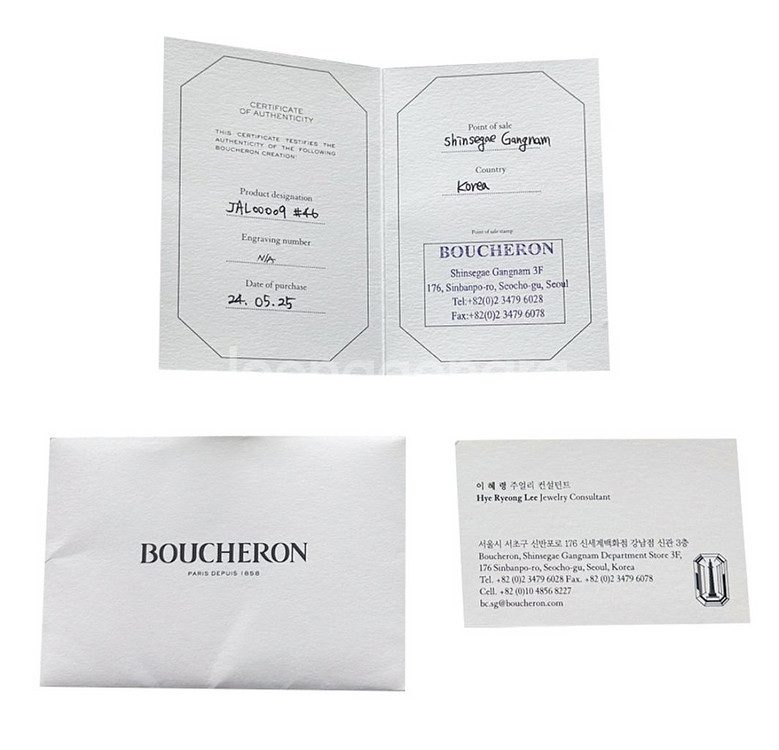 CERTIFICATE
OF AUTHENTICITY
THIS CERTIFICATE TESTIFIES THE
AUTHENTICITY OF THE FOLLOWING
BOUCHERON CREATION:
Product designation
JAL00009 #46
Engraving number
N/A
Date of purchase
24. 05. 25
Point of sale
Shinsegae Gangnam
Country
Korea
Point of sale stamp
BOUCHERON
Shinsegae Gangnam 3F
176, Sinbanpo-ro, Seocho-gu, Seoul
Tel:+82(0)2 3479 6028
Fax:+82(0)2 3479 6078
BOUCHERON
PARIS DEPUIS 1858
이 혜 령 주얼리 컨설턴트
Hye Ryeong Lee Jewelry Consultant
서울시 서초구 신반포로 176 신세계백화점 강남점 신관 3층
Boucheron, Shinsegae Gangnam Department Store 3F,
176 Sinbanpo-ro, Seocho-gu, Seoul, Korea
Tel. +82 (0)2 3479 6028 Fax. +82 (0)2 3479 6078
Cell. +82 (0)10 4856 8227
bc.sg@boucheron.com